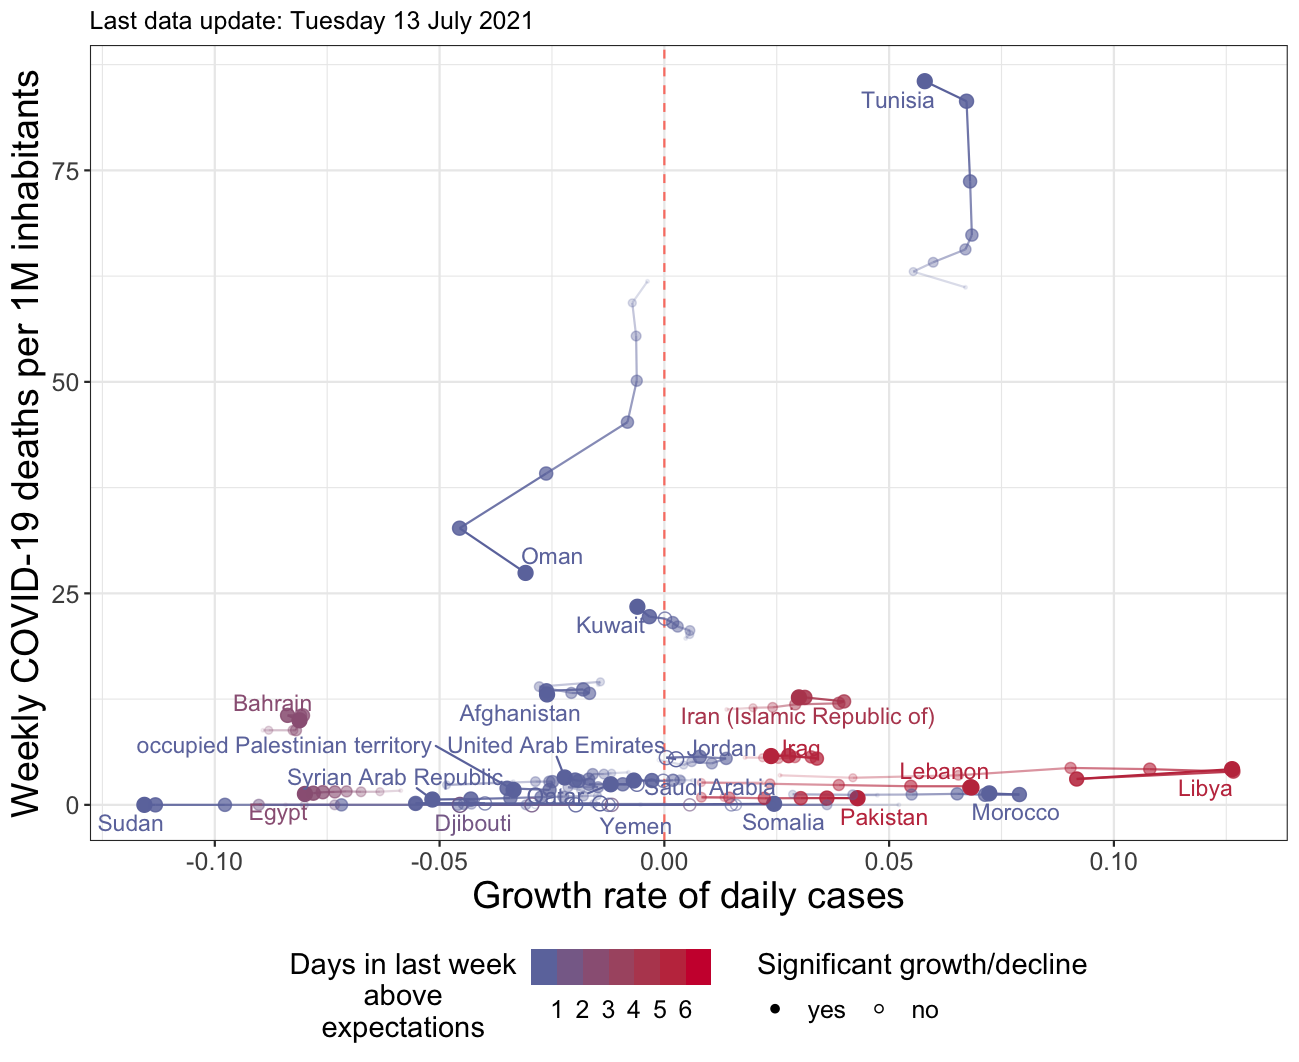 Last data update: Tuesday 13 July 2021
Weekly COVID-19 deaths per 1M inhabitants
75
50
25
0
Tunisia
Oman
Kuwait
Bahrain
Afghanistan
Iran (Islamic Republic of)
occupied Palestinian territory
United Arab Emirates
Jordan
Iraq
Syrian Arab Republic
Lebanon
Saudi Arabia
Libya
Sudan
Egypt
Djibouti
Yemen
Somalia
Pakistan
Morocco
-0.10 -0.05 0.00 0.05 0.10
Growth rate of daily cases
Days in last week
above
expectations
1 2 3 4 5 6
Significant growth/decline
yes no